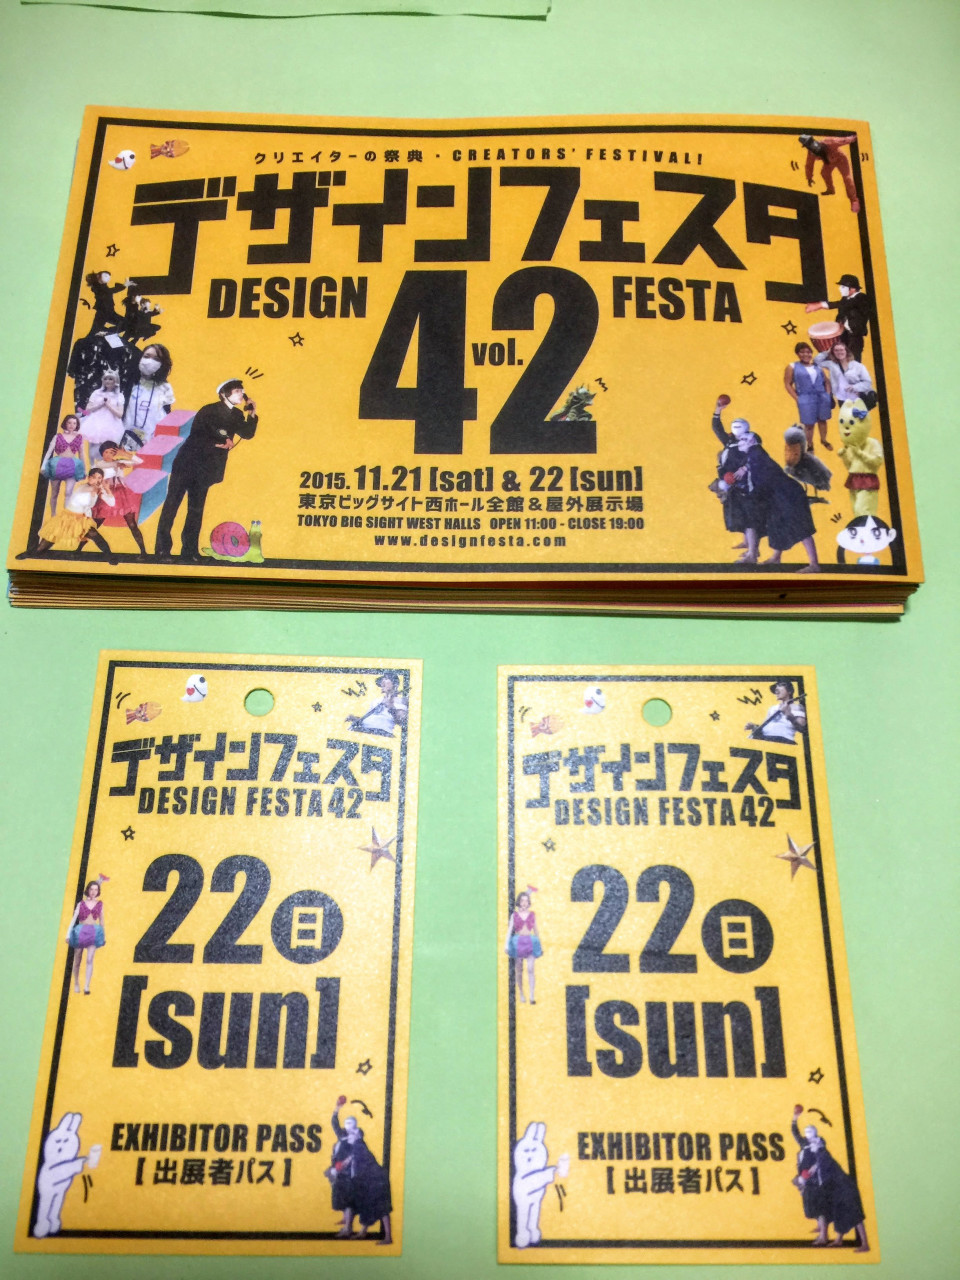 クリエイターの祭典・CREATORS' FESTIVAL!
デザインフェスタ
DESIGN FESTA
vol.
42
2015. 11.21 [sat] & 22 [sun]
東京ビッグサイト西ホール全館&屋外展示場
TOKYO BIG SIGHT WEST HALLS OPEN 11:00 - CLOSE 19:00
www.designfesta.com
デザインフェスタ
DESIGN FESTA 42
22日
[sun]
EXHIBITOR PASS
[出展者パス]
デザインフェスタ
DESIGN FESTA 42
22日
[sun]
EXHIBITOR PASS
[出展者パス]